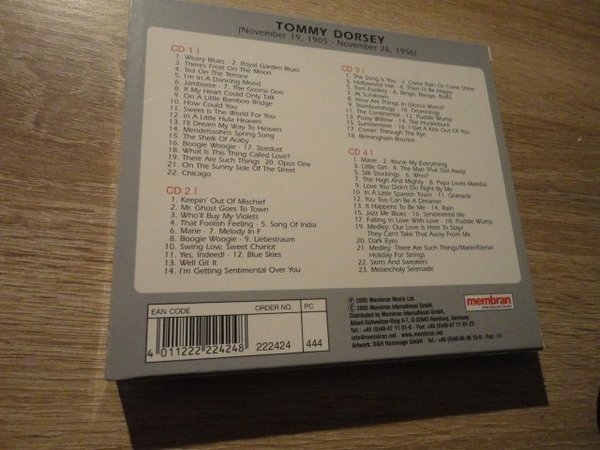 TOMMY DORSEY
(November 19, 1905 - November 26, 1956)
CD 1 |
1. Weary Blues · 2. Royal Garden Blues
3. There's Frost On The Moon
4. Tea On The Terrace
5. I'm In A Dancing Mood
6. Jamboree · 7. The Goona Goo
8. If My Heart Could Only Talk
9. On A Little Bamboo Bridge
10. How Could You
11. Sweet Is The World For You
12. In A Little Hula Heaven
13. I'll Dream My Way To Heaven
14. Mendelssohn's Spring Song
15. The Sheik Of Araby
16. Boogie Woogie · 17. Stardust
18. What Is This Thing Called Love?
19. There Are Such Things · 20. Opus One
21. On The Sunny Side Of The Street
22. Chicago
CD 2 |
1. Keepin' Out Of Mischief
2. Mr. Ghost Goes To Town
3. Who'll Buy My Violets
4. That Foolish Feeling · 5. Song Of India
6. Marie · 7. Melody In F
8. Boogie Woogie · 9. Liebestraum
10. Swing Low, Sweet Chariot
11. Yes, Indeed! · 12. Blue Skies
13. Well Git It
14. I'm Getting Sentimental Over You
CD 3 |
1. The Song Is You · 2. Come Rain Or Come Shine
3. Hollywood Hat · 4. Then I'll Be Happy
5. Tom Foolery · 6. Bingo, Bango, Boffo
7. At Sundown
8. How Are Things In Glocca Morra?
9. Trombonology · 10. Drumology
11. The Continental · 12. Puddle Wump
13. Pussy Willow · 14. The Hucklebuck
15. Summertime · 16. I Get A Kick Out Of You
17. Comin' Through The Rye
18. Birmingham Bounce
CD 4 |
1. Marie · 2. You're My Everything
3. Little Girl · 4. The Man That Got Away
5. Silk Stockings · 6. Who?
7. The High And Mighty · 8. Papa Loves Mambo
9. Love You Didn't Do Right By Me
10. In A Little Spanish Town · 11. Granada
12. You Too Can Be A Dreamer
13. It Happens To Be Me · 14. Rain
15. Jazz Me Blues · 16. Sentimental Me
17. Falling In Love With Love · 18. Puddle Wump
19. Medley: Our Love Is Here To Stay/
They Can't Take That Away From Me
20. Dark Eyes
21. Medley: There Are Such Things/Marie/Elena/
Holiday For Strings
22. Skirts And Sweaters
23. Melancholy Serenade
EAN CODE
ORDER NO.
PC
4 011222 224248
222424
444
℗ 2005 Membran Music Ltd.
© 2005 Membran International GmbH
Distributed by Membran International GmbH,
Hamburg, Germany
info@membran.net · www.membran.net
membran
International GmbH